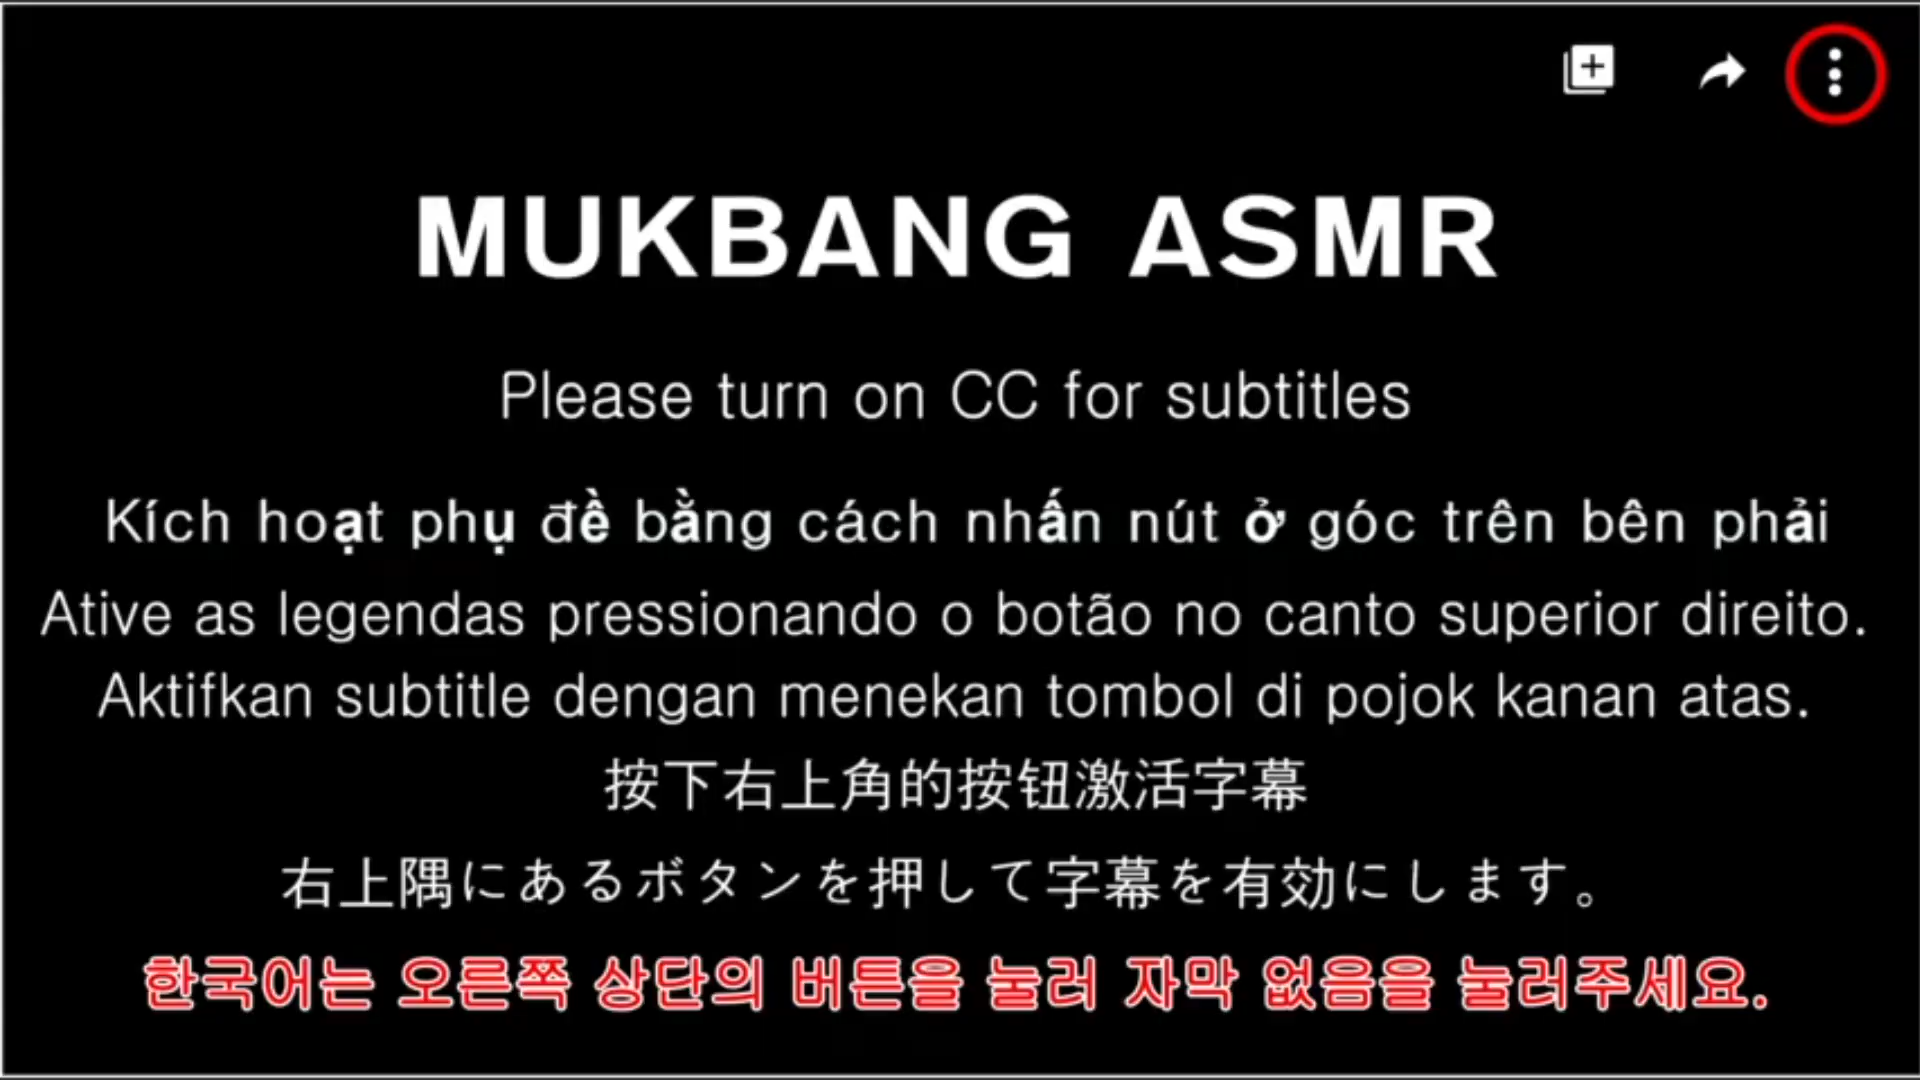 MUKBANG ASMR
Please turn on CC for subtitles
Kích hoạt phụ đề bằng cách nhấn nút ở góc trên bên phải
Ative as legendas pressionando o botão no canto superior direito.
Aktifkan subtitle dengan menekan tombol di pojok kanan atas.
按下右上角的按钮激活字幕
右上隅にあるボタンを押して字幕を有効にします。
한국어는 오른쪽 상단의 버튼을 눌러 자막 없음을 눌러주세요.